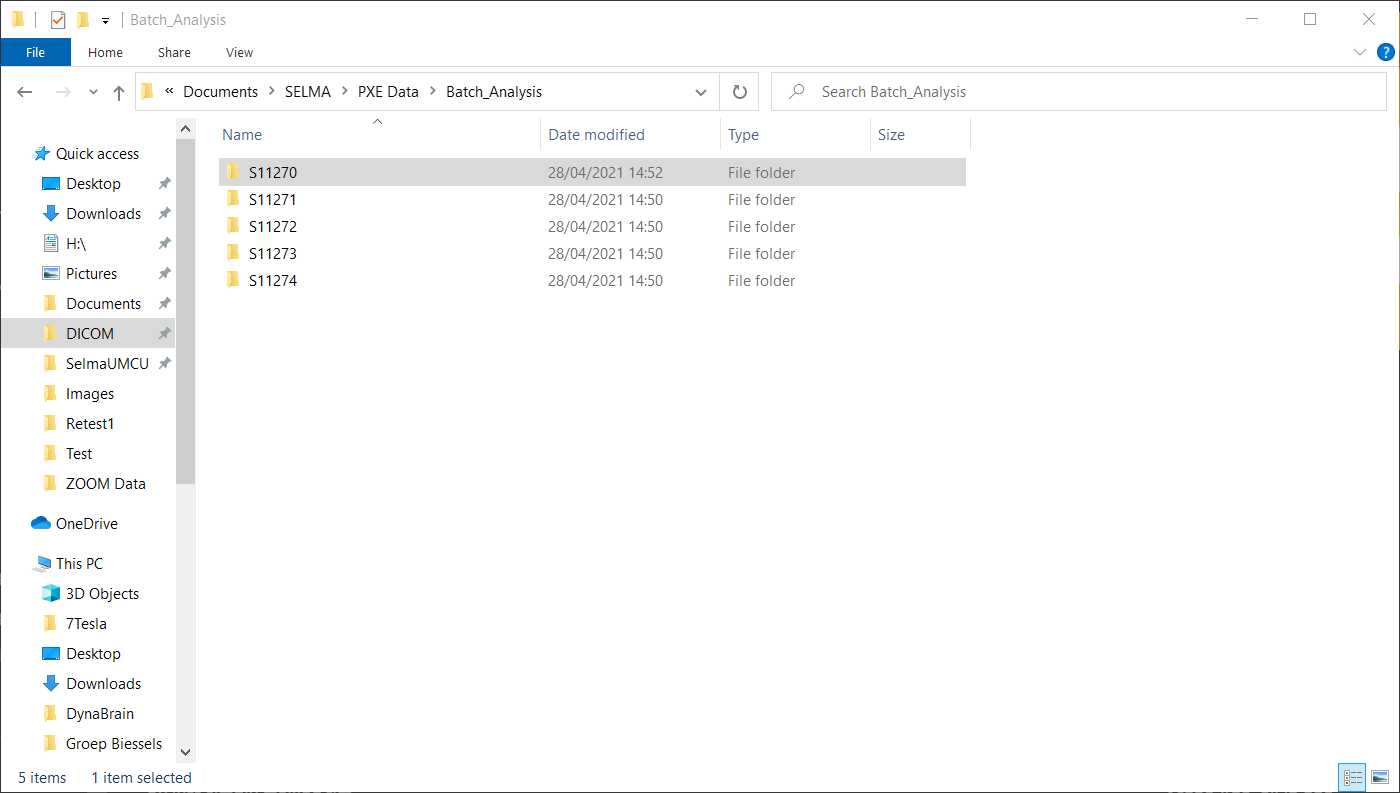 Batch_Analysis
File Home Share View
« Documents > SELMA > PXE Data > Batch_Analysis
Search Batch_Analysis
Name Date modified Type Size
S11270 28/04/2021 14:52 File folder
S11271 28/04/2021 14:50 File folder
S11272 28/04/2021 14:50 File folder
S11273 28/04/2021 14:50 File folder
S11274 28/04/2021 14:50 File folder
Quick access
Desktop
Downloads
H:\
Pictures
Documents
DICOM
SelmaUMCU
Images
Retest1
Test
ZOOM Data
OneDrive
This PC
3D Objects
7Tesla
Desktop
Downloads
DynaBrain
Groep Biessels
5 items 1 item selected